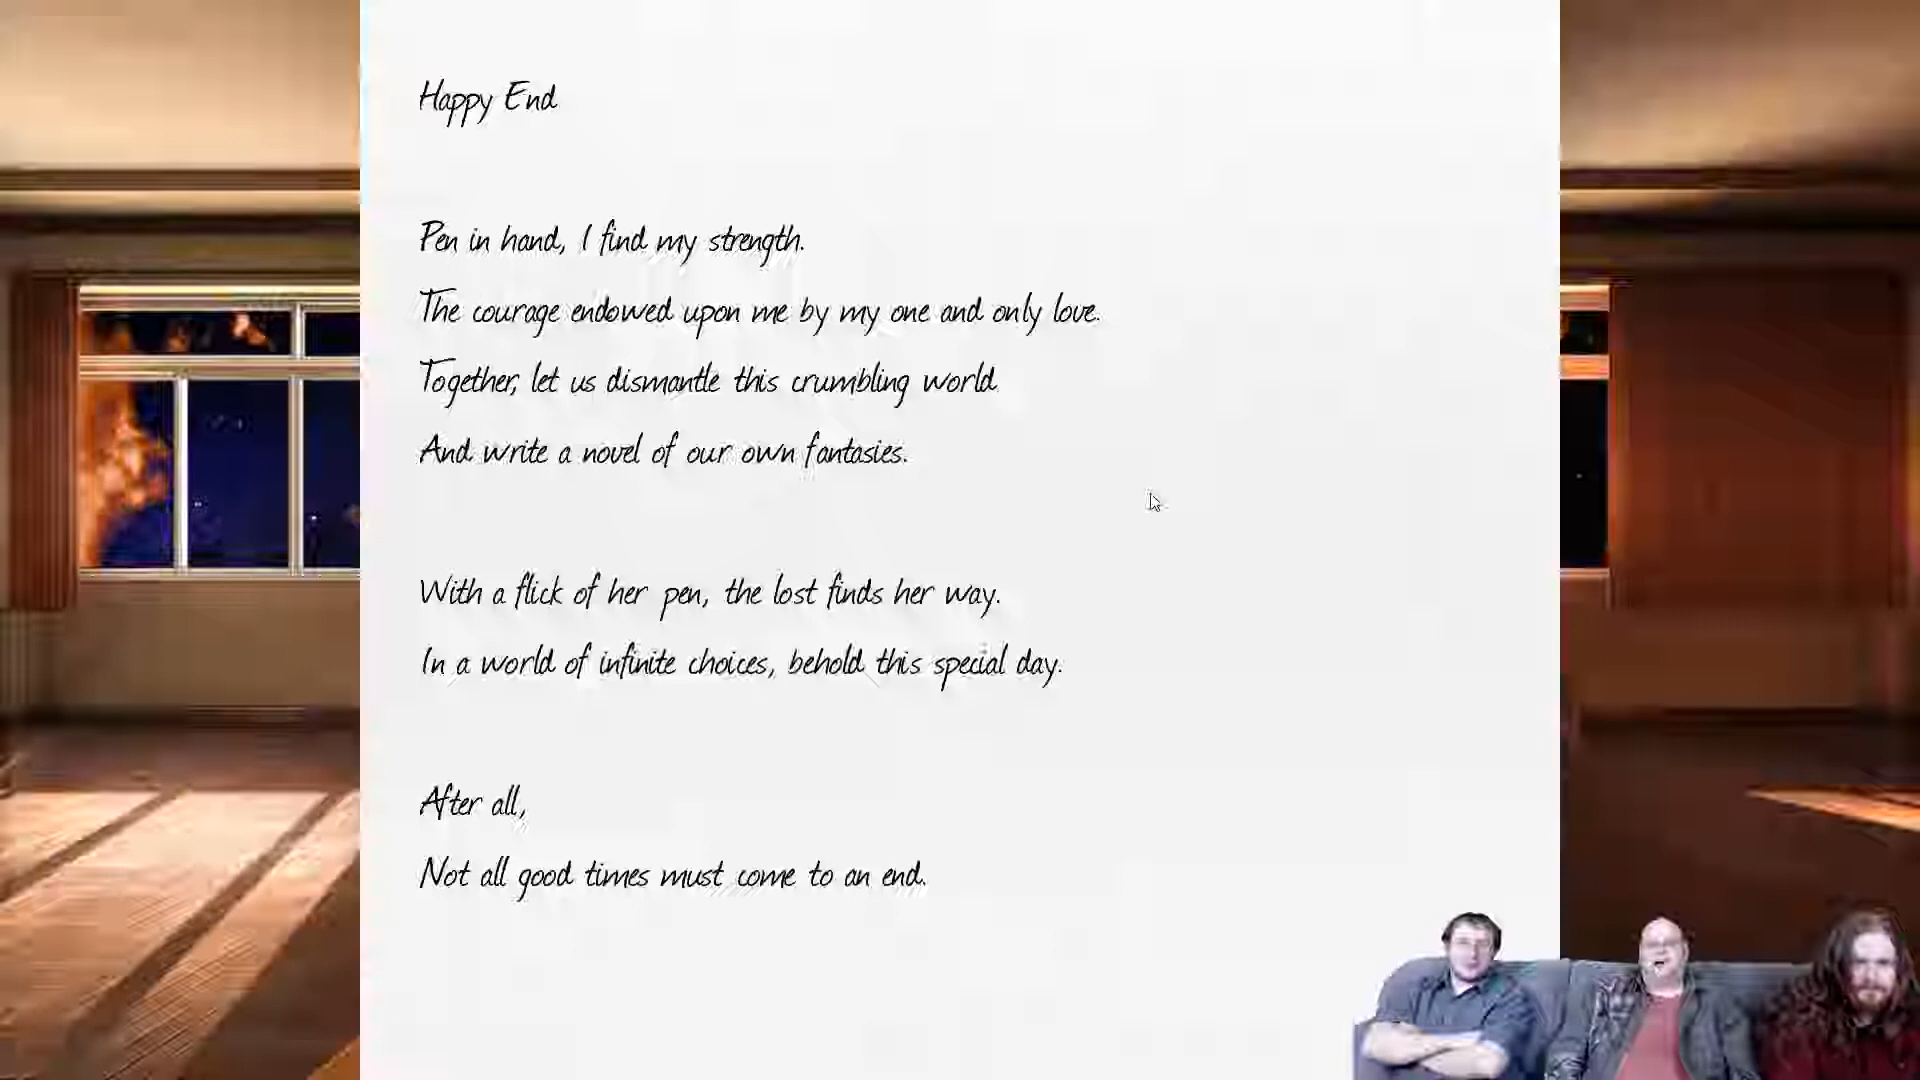 Happy End
Pen in hand, I find my strength.
The courage endowed upon me by my one and only love.
Together, let us dismantle this crumbling world
And write a novel of our own fantasies.
With a flick of her pen, the lost finds her way.
In a world of infinite choices, behold this special day.
After all,
Not all good times must come to an end.